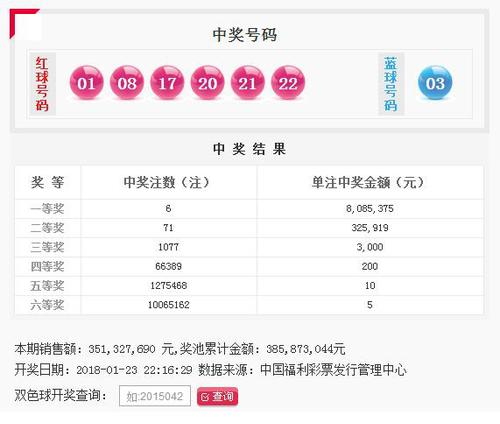 中奖号码
红球号码 01 08 17 20 21 22 蓝球号码 03
中 奖 结 果
奖 等 中奖注数（注） 单注中奖金额（元）
一等奖 6 8,085,375
二等奖 71 325,919
三等奖 1077 3,000
四等奖 66389 200
五等奖 1275468 10
六等奖 10065162 5
本期销售额: 351,327,690 元,奖池累计金额: 385,873,044元
开奖日期: 2018-01-23 22:16:29 数据来源: 中国福利彩票发行管理中心
双色球开奖查询: 如:2015042 查询